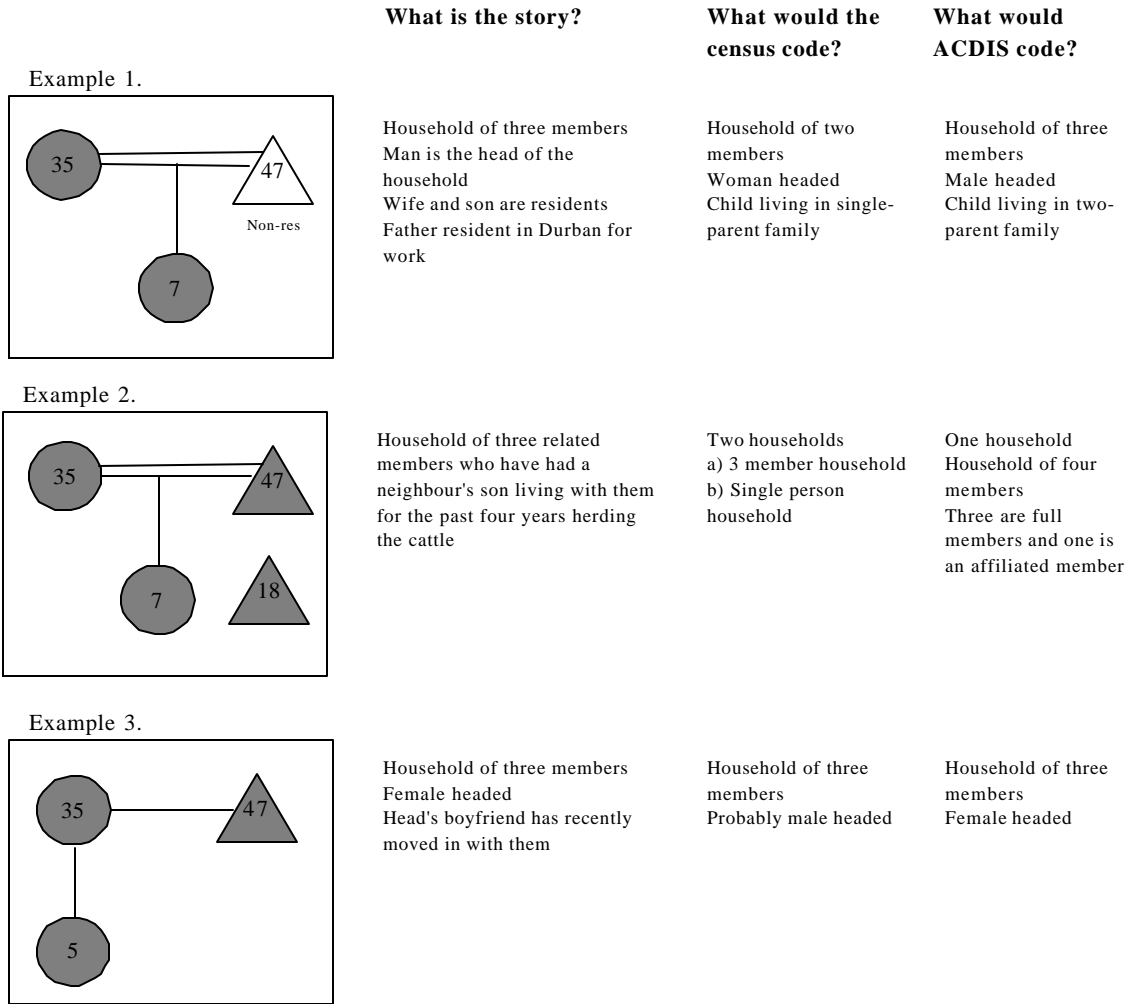 What is the story?
What would the
census code?
What would
ACDIS code?
Example 1.
35
47
Non-res
7
Household of three members
Man is the head of the
household
Wife and son are residents
Father resident in Durban for
work
Household of two
members
Woman headed
Child living in single-
parent family
Household of three
members
Male headed
Child living in two-
parent family
Example 2.
35
47
7
18
Household of three related
members who have had a
neighbour's son living with them
for the past four years herding
the cattle
Two households
a) 3 member household
b) Single person
household
One household
Household of four
members
Three are full
members and one is
an affiliated member
Example 3.
35
47
5
Household of three members
Female headed
Head's boyfriend has recently
moved in with them
Household of three
members
Probably male headed
Household of three
members
Female headed